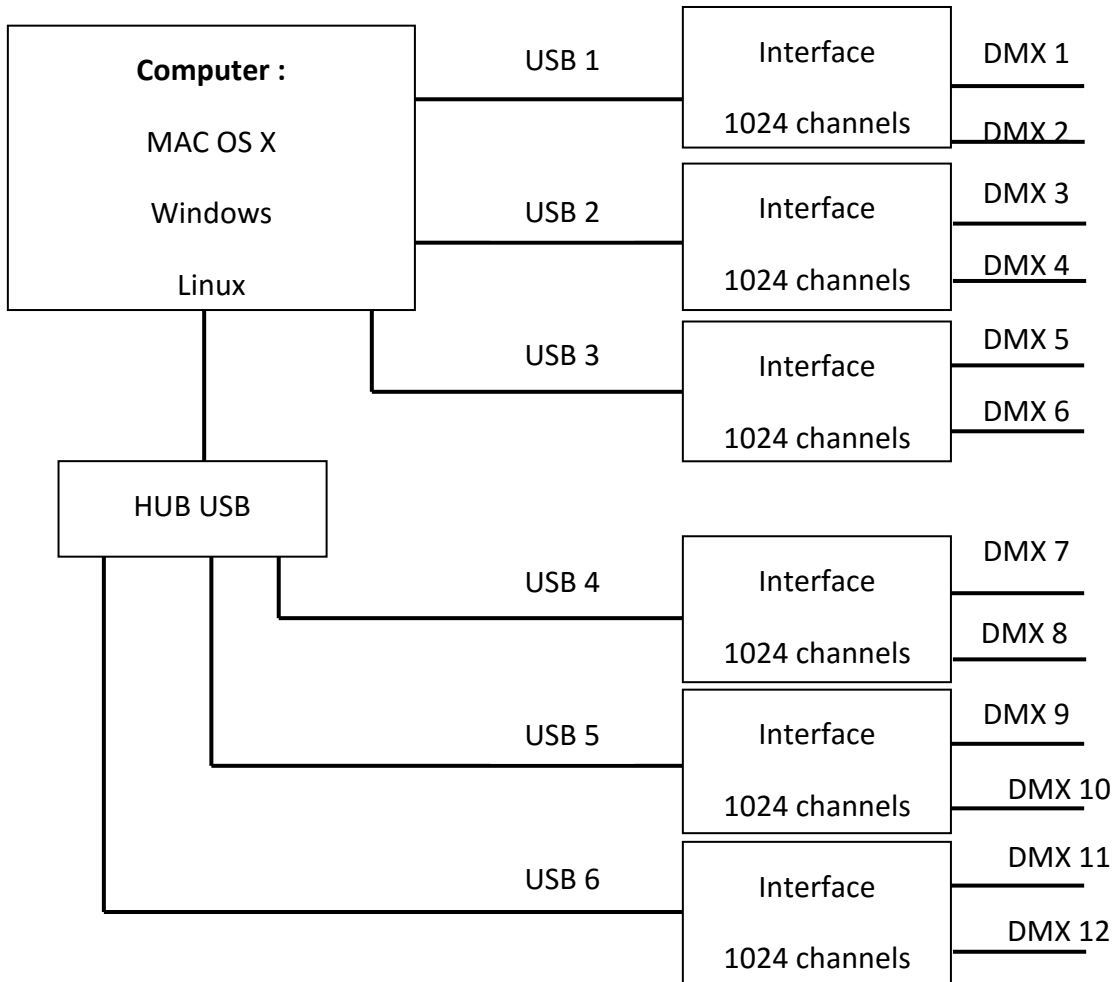 Computer :
MAC OS X
Windows
Linux
USB 1
Interface
1024 channels
DMX 1
DMX 2
USB 2
Interface
1024 channels
DMX 3
DMX 4
USB 3
Interface
1024 channels
DMX 5
DMX 6
HUB USB
USB 4
Interface
1024 channels
DMX 7
DMX 8
USB 5
Interface
1024 channels
DMX 9
DMX 10
USB 6
Interface
1024 channels
DMX 11
DMX 12